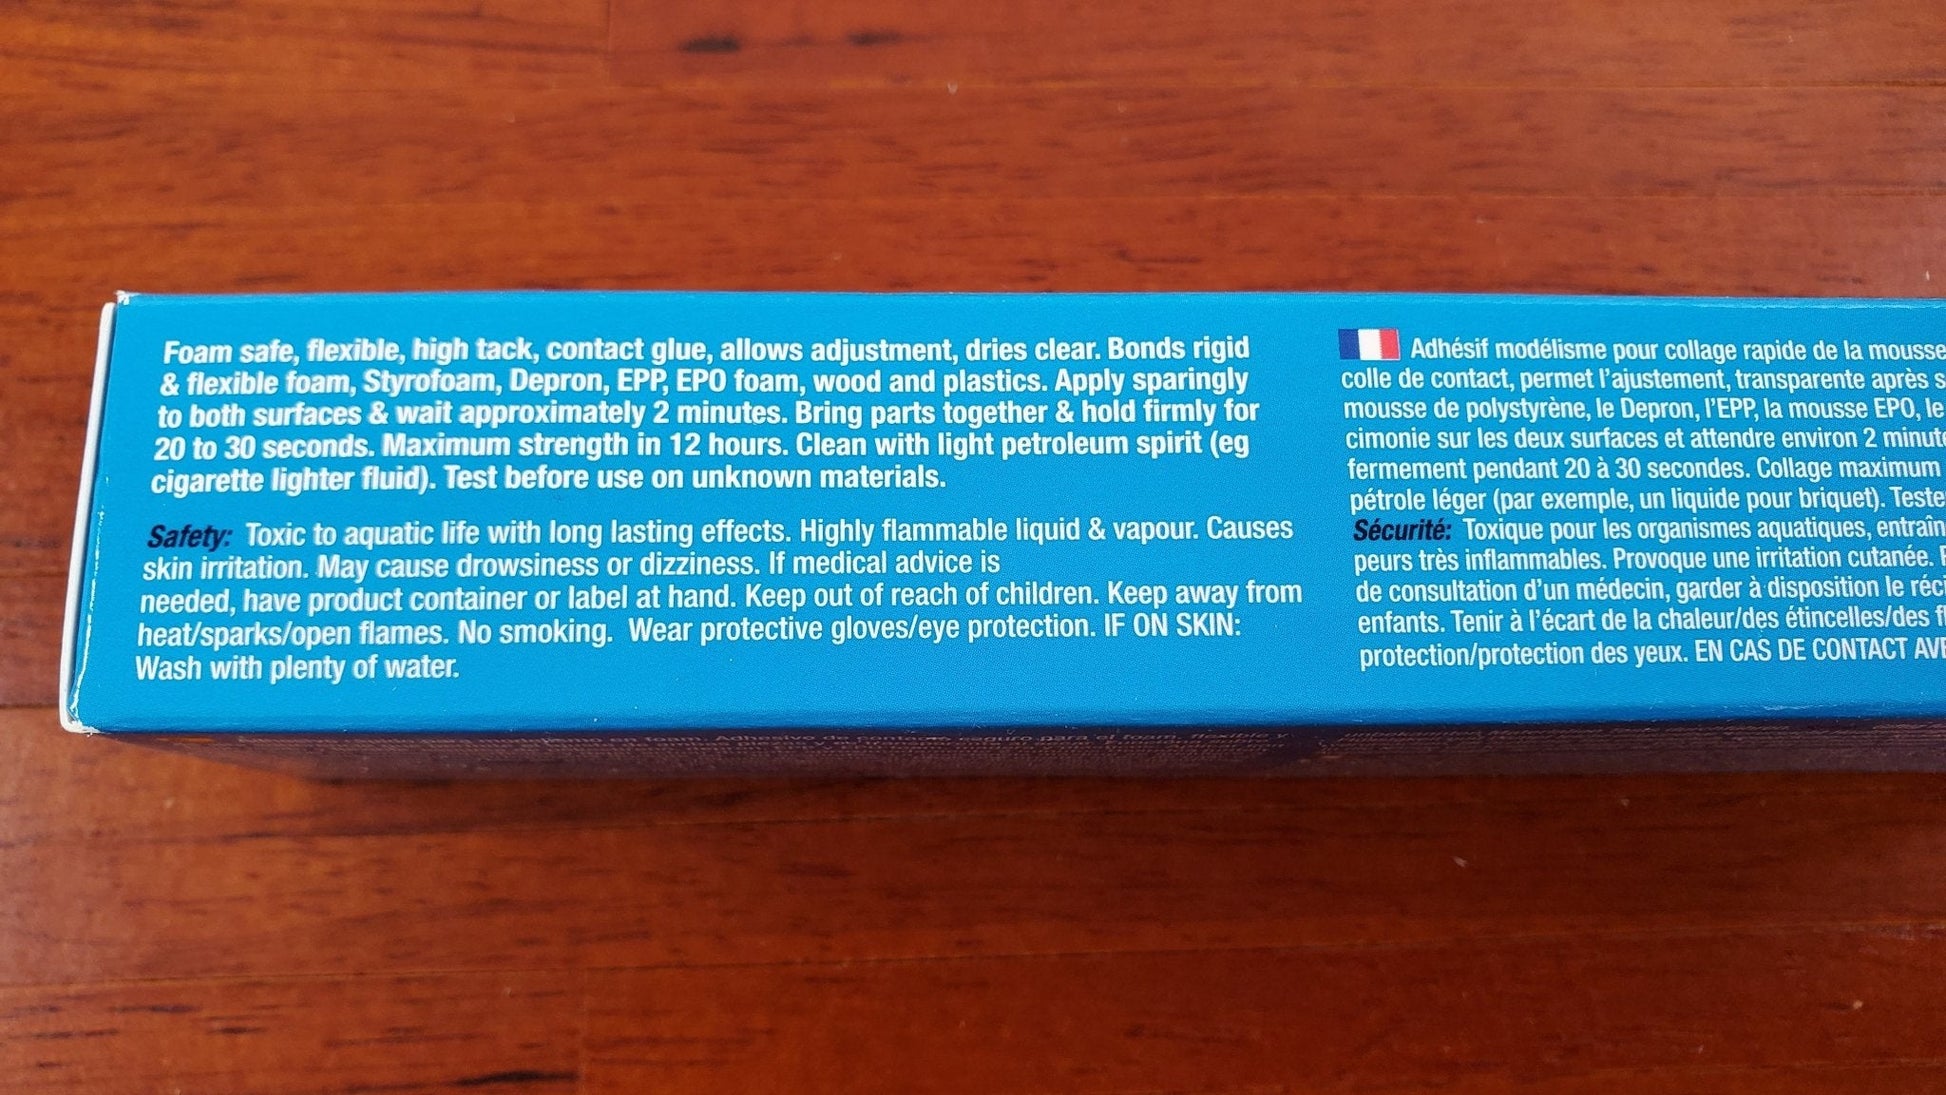 Foam safe, flexible, high tack, contact glue, allows adjustment, dries clear. Bonds rigid
& flexible foam, Styrofoam, Depron, EPP, EPO foam, wood and plastics. Apply sparingly
to both surfaces & wait approximately 2 minutes. Bring parts together & hold firmly for
20 to 30 seconds. Maximum strength in 12 hours. Clean with light petroleum spirit (eg
cigarette lighter fluid). Test before use on unknown materials.
Safety: Toxic to aquatic life with long lasting effects. Highly flammable liquid & vapour. Causes
skin irritation. May cause drowsiness or dizziness. If medical advice is
needed, have product container or label at hand. Keep out of reach of children. Keep away from
heat/sparks/open flames. No smoking. Wear protective gloves/eye protection. IF ON SKIN:
Wash with plenty of water.
Adhésif modélisme pour collage rapide de la mousse
colle de contact, permet l'ajustement, transparente après s
mousse de polystyrène, le Depron, l'EPP, la mousse EPO, le
cimonie sur les deux surfaces et attendre environ 2 minute
fermement pendant 20 à 30 secondes. Collage maximum
pétrole léger (par exemple, un liquide pour briquet). Teste
Sécurité: Toxique pour les organismes aquatiques, entraîn
peurs très inflammables. Provoque une irritation cutanée.
de consultation d'un médecin, garder à disposition le réci
enfants. Tenir à l'écart de la chaleur/des étincelles/des fl
protection/protection des yeux. EN CAS DE CONTACT AVE